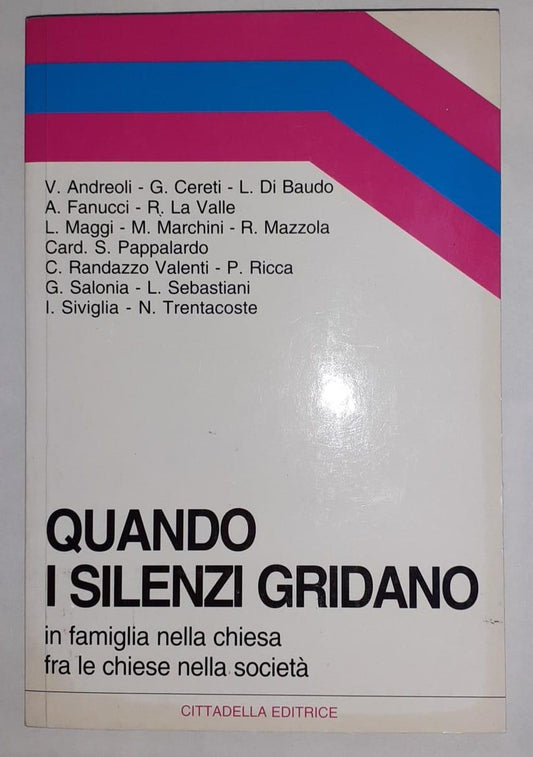 V. Andreoli - G. Cereti - L. Di Baudo
A. Fanucci - R. La Valle
L. Maggi - M. Marchini - R. Mazzola
Card. S. Pappalardo
C. Randazzo Valenti - P. Ricca
G. Salonia - L. Sebastiani
I. Siviglia - N. Trentacoste
QUANDO
I SILENZI GRIDANO
in famiglia nella chiesa
fra le chiese nella società
CITTADELLA EDITRICE